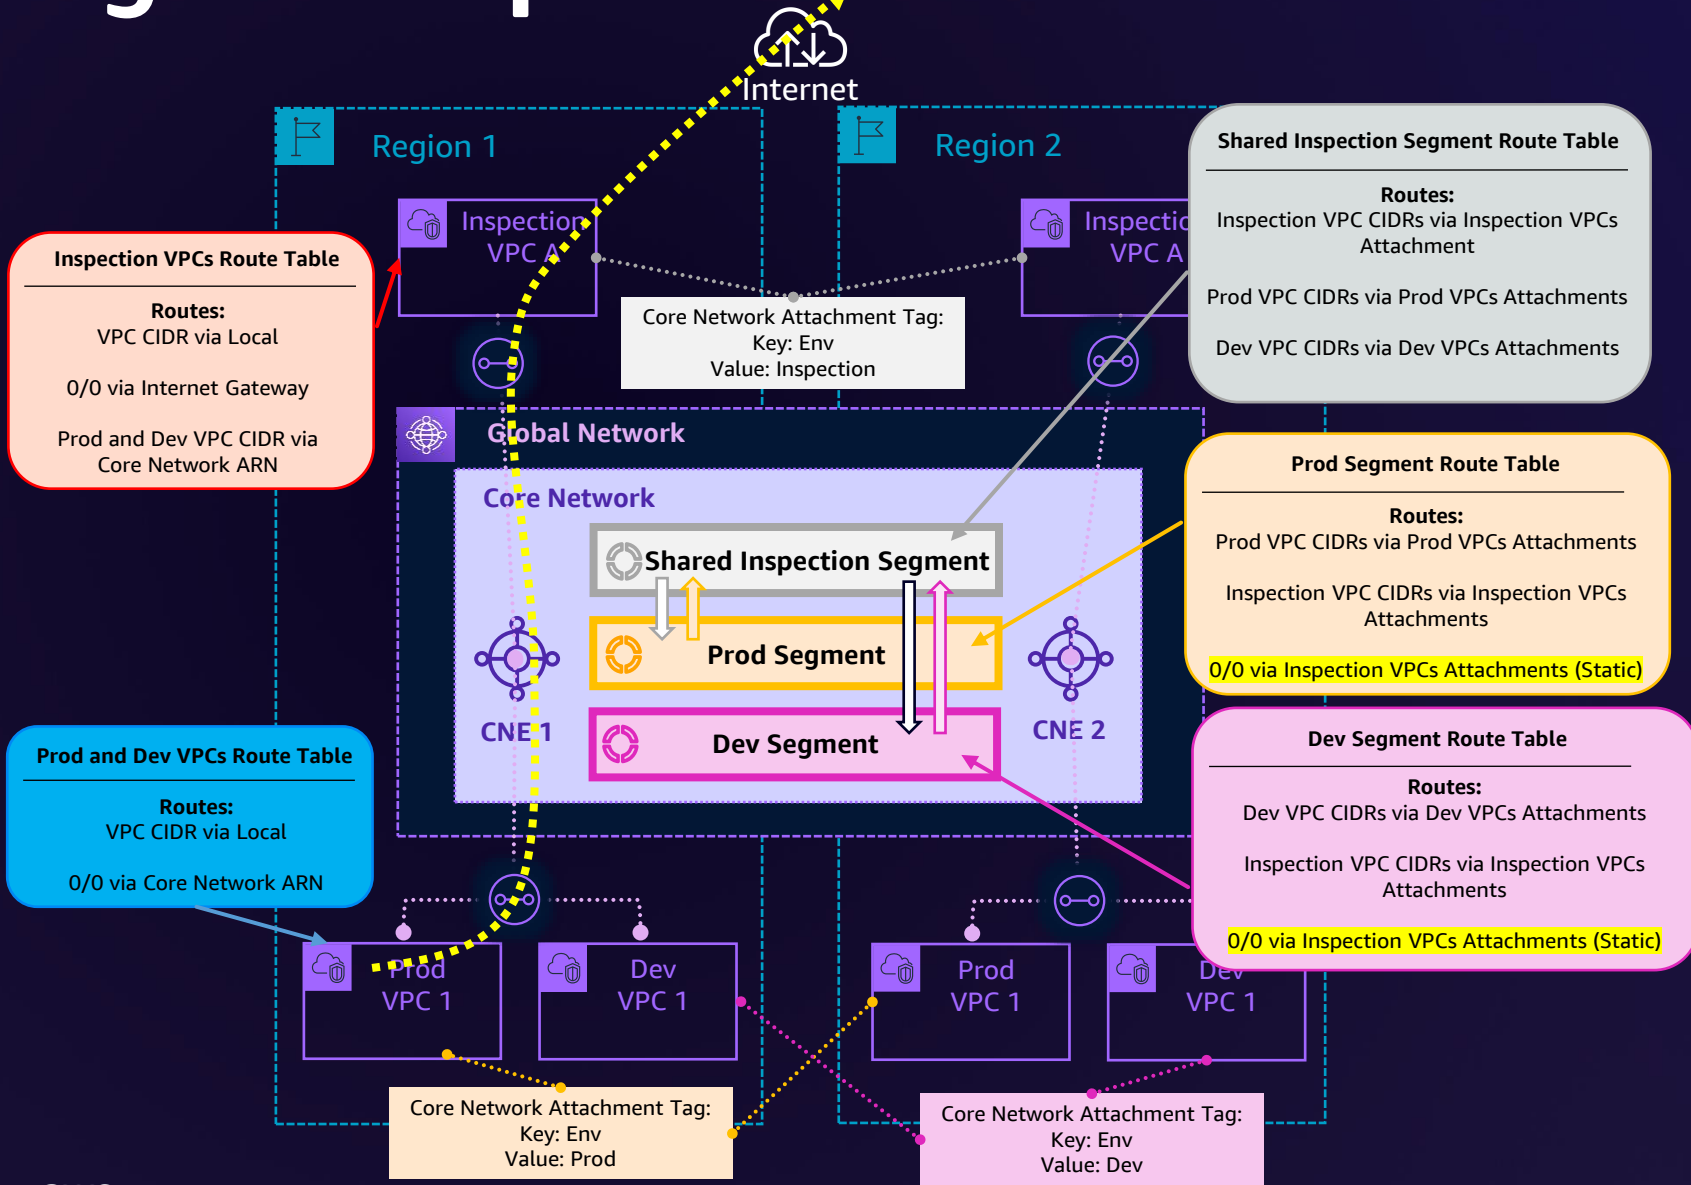 Internet
Region 1
Region 2
Inspection
VPC A
Inspectio
VPC A
Inspection VPCs Route Table
Routes:
VPC CIDR via Local
0/0 via Internet Gateway
Prod and Dev VPC CIDR via
Core Network ARN
Core Network Attachment Tag:
Key: Env
Value: Inspection
Shared Inspection Segment Route Table
Routes:
Inspection VPC CIDRs via Inspection VPCs
Attachment
Prod VPC CIDRs via Prod VPCs Attachments
Dev VPC CIDRs via Dev VPCs Attachments
Global Network
Core Network
Shared Inspection Segment
Prod Segment
Dev Segment
CNE 1
CNE 2
Prod Segment Route Table
Routes:
Prod VPC CIDRs via Prod VPCs Attachments
Inspection VPC CIDRs via Inspection VPCs
Attachments
0/0 via Inspection VPCs Attachments (Static)
Prod and Dev VPCs Route Table
Routes:
VPC CIDR via Local
0/0 via Core Network ARN
Dev Segment Route Table
Routes:
Dev VPC CIDRs via Dev VPCs Attachments
Inspection VPC CIDRs via Inspection VPCs
Attachments
0/0 via Inspection VPCs Attachments (Static)
Prod
VPC 1
Dev
VPC 1
Prod
VPC 1
Dev
VPC 1
Core Network Attachment Tag:
Key: Env
Value: Prod
Core Network Attachment Tag:
Key: Env
Value: Dev